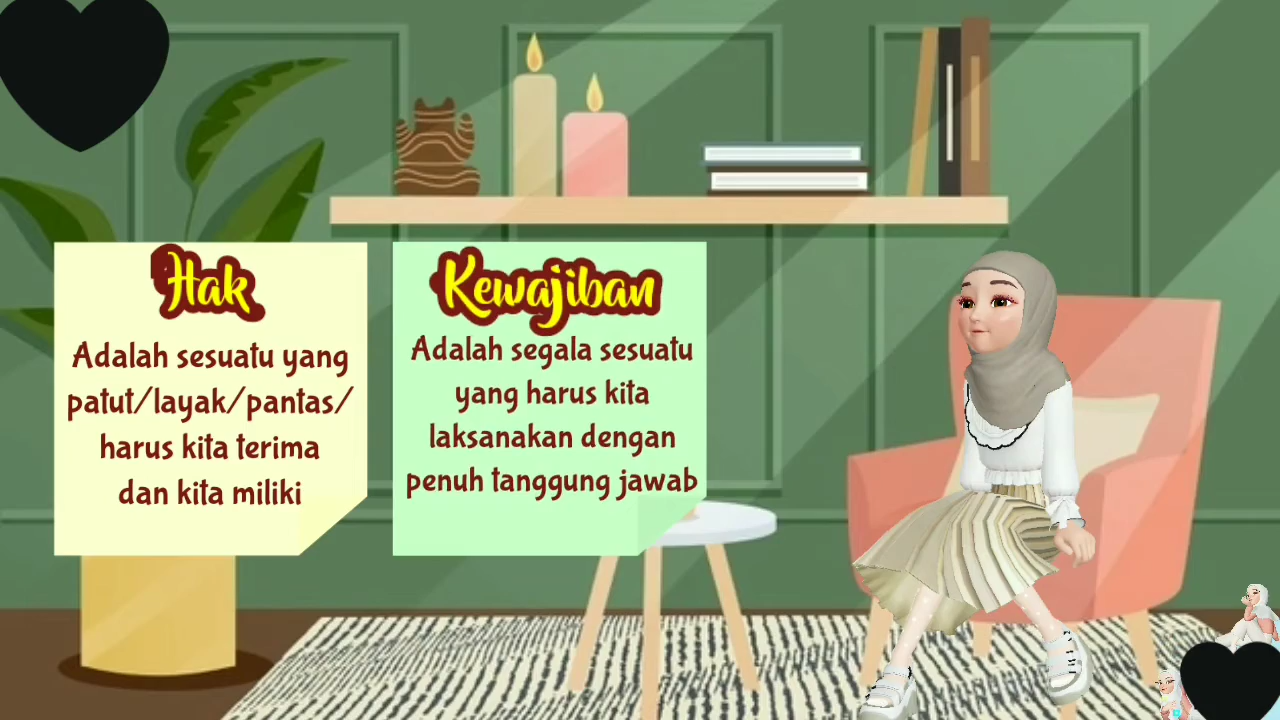 Hak
Adalah sesuatu yang
patut/layak/pantas/
harus kita terima
dan kita miliki
Kewajiban
Adalah segala sesuatu
yang harus kita
laksanakan dengan
penuh tanggung jawab